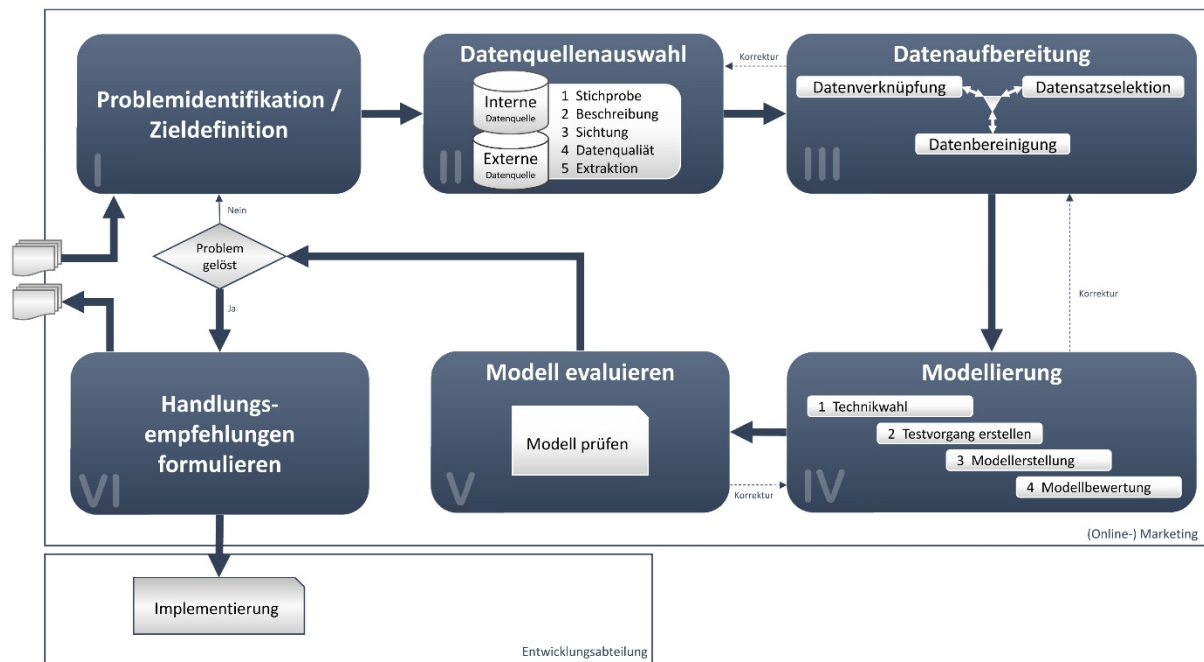 Problemidentifikation /
Zieldefinition
I
Datenquellenauswahl
Interne
Datenquelle
Externe
Datenquelle
1 Stichprobe
2 Beschreibung
3 Sichtung
4 Datenqualiät
5 Extraktion
II
Korrektur
Datenaufbereitung
Datenverknüpfung
Datensatzselektion
Datenbereinigung
III
Nein
Problem
gelöst
Ja
Korrektur
Handlungs-
empfehlungen
formulieren
VI
Modell evaluieren
Modell prüfen
V
Korrektur
Modellierung
1 Technikwahl
2 Testvorgang erstellen
3 Modellerstellung
4 Modellbewertung
IV
(Online-) Marketing
Implementierung
Entwicklungsabteilung